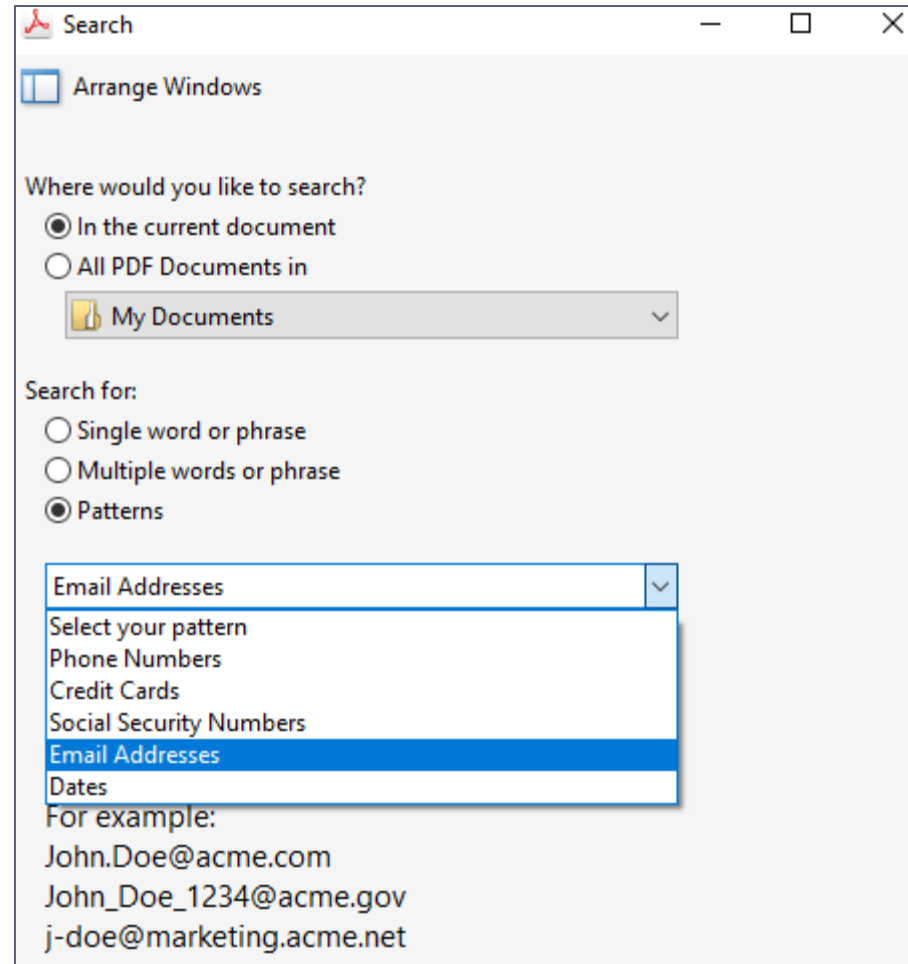 Search
Arrange Windows
Where would you like to search?
In the current document
All PDF Documents in
My Documents
Search for:
Single word or phrase
Multiple words or phrase
Patterns
Email Addresses
Select your pattern
Phone Numbers
Credit Cards
Social Security Numbers
Email Addresses
Dates
For example:
John.Doe@acme.com
John_Doe_1234@acme.gov
j-doe@marketing.acme.net